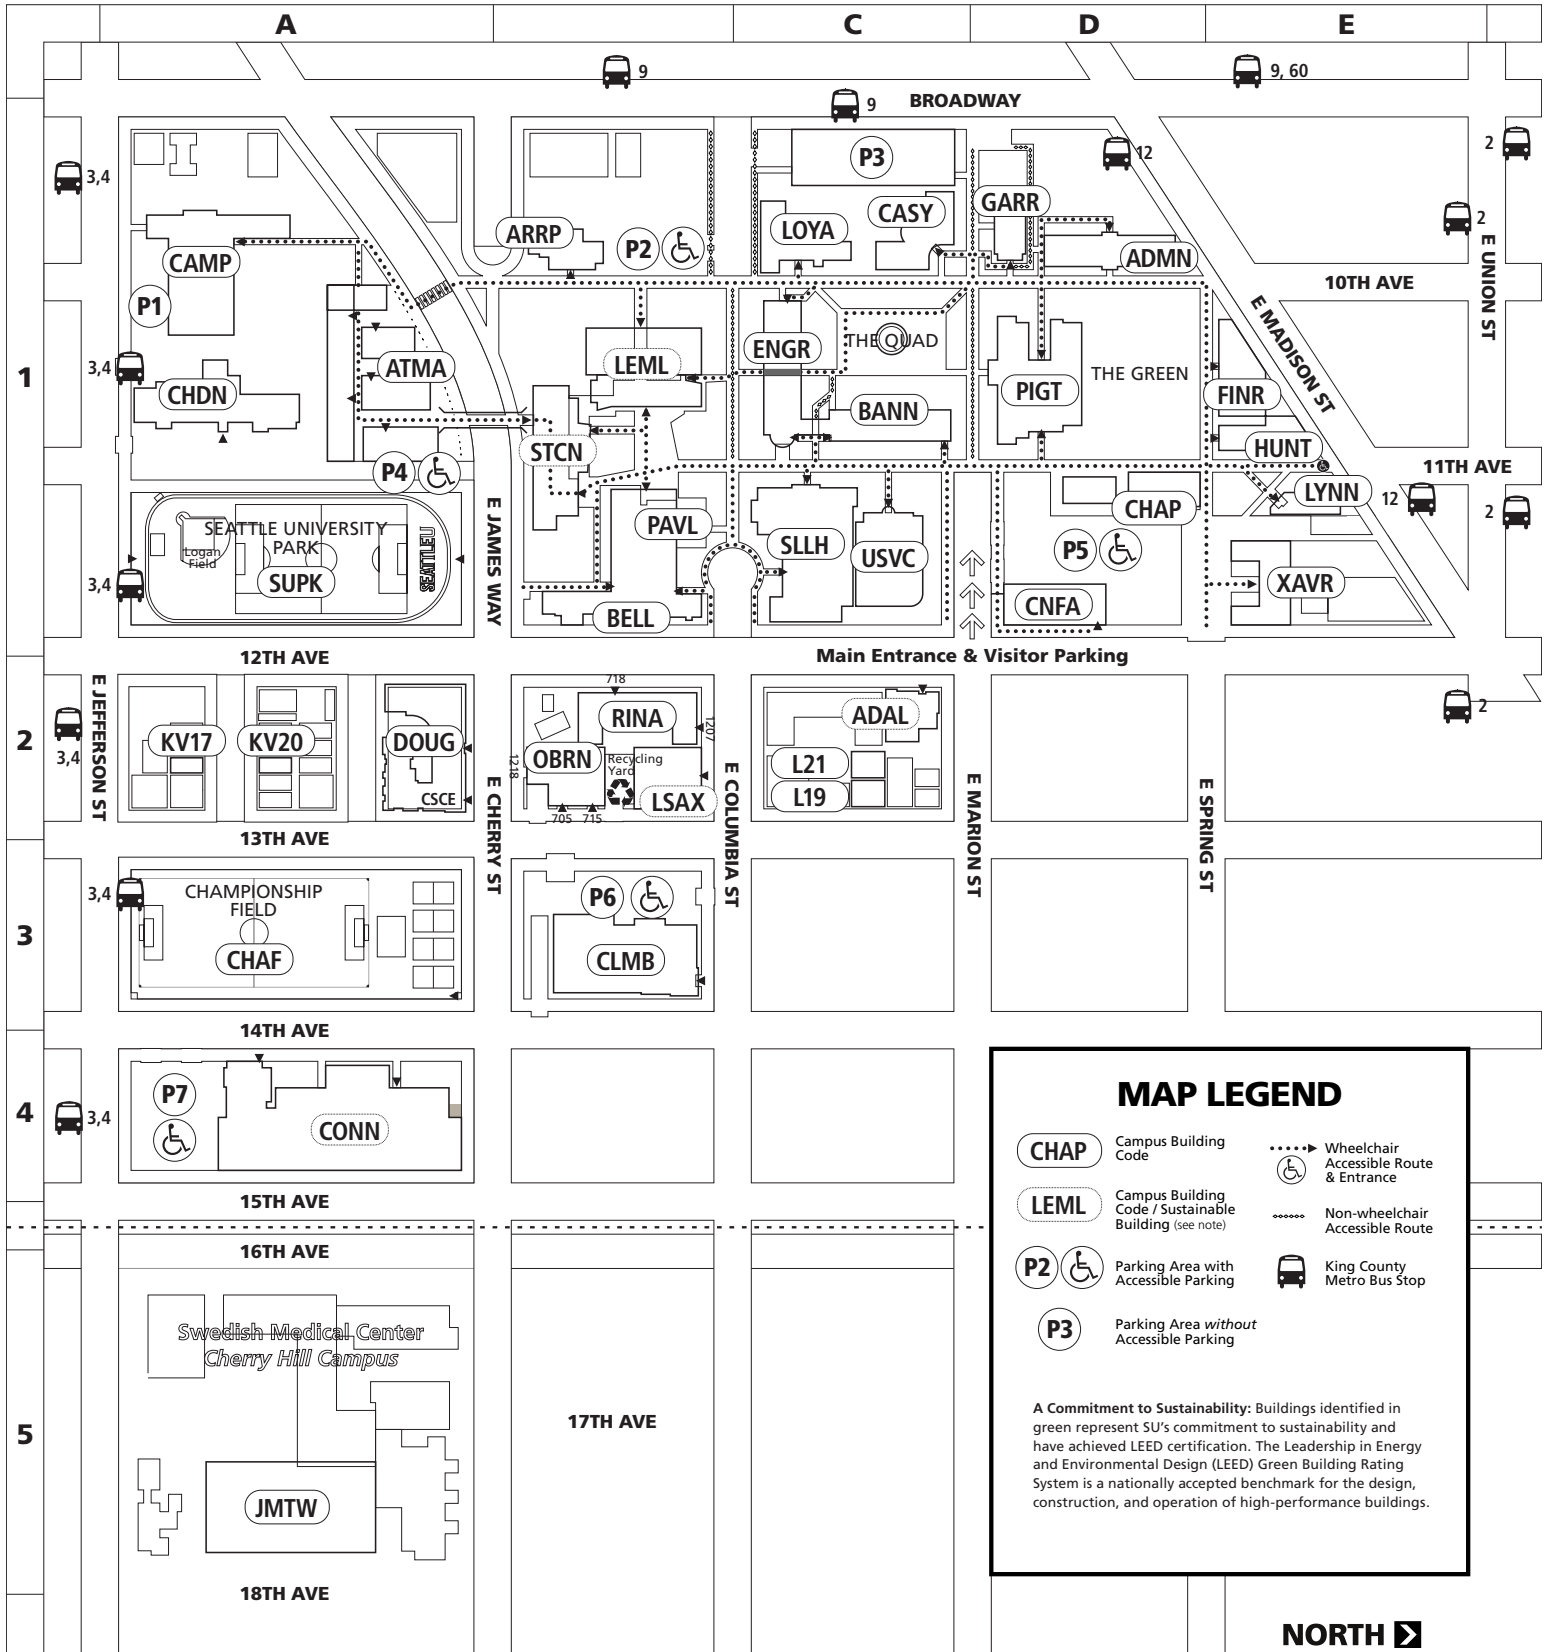 A
C
D
E
9
9, 60
9
BROADWAY
P3
12
2
3,4
2
ARRP
P2
LOYA
CASY
GARR
ADMN
CAMP
10TH AVE
E UNION ST
P1
E MADISON ST
1
3,4
ATMA
LEML
ENGR
THE QUAD
THE GREEN
CHDN
PIGT
FINR
BANN
HUNT
STCN
11TH AVE
P4
LYNN
12
2
CHAP
SEATTLE UNIVERSITY
PARK
Logan
Field
SEATTLEU
E JAMES WAY
PAVL
SLLH
USVC
P5
SUPK
3,4
XAVR
CNFA
BELL
12TH AVE
Main Entrance & Visitor Parking
E JEFFERSON ST
718
2
2
3,4
KV17
KV20
DOUG
CSCE
RINA
1207
OBRN
1218
Recycling
Yard
LSAX
705
715
ADAL
L21
L19
E CHERRY ST
E COLUMBIA ST
E MARION ST
E SPRING ST
13TH AVE
3
3,4
CHAMPIONSHIP
FIELD
CHAF
P6
CLMB
14TH AVE
4
3,4
P7
CONN
15TH AVE
16TH AVE
5
Swedish Medical Center
Cherry Hill Campus
17TH AVE
JMTW
18TH AVE
MAP LEGEND
CHAP
Campus Building
Code
Wheelchair
Accessible Route
& Entrance
LEML
Campus Building
Code / Sustainable
Building (see note)
Non-wheelchair
Accessible Route
P2
Parking Area with
Accessible Parking
King County
Metro Bus Stop
P3
Parking Area without
Accessible Parking
A Commitment to Sustainability: Buildings identified in
green represent SU's commitment to sustainability and
have achieved LEED certification. The Leadership in Energy
and Environmental Design (LEED) Green Building Rating
System is a nationally accepted benchmark for the design,
construction, and operation of high-performance buildings.
NORTH